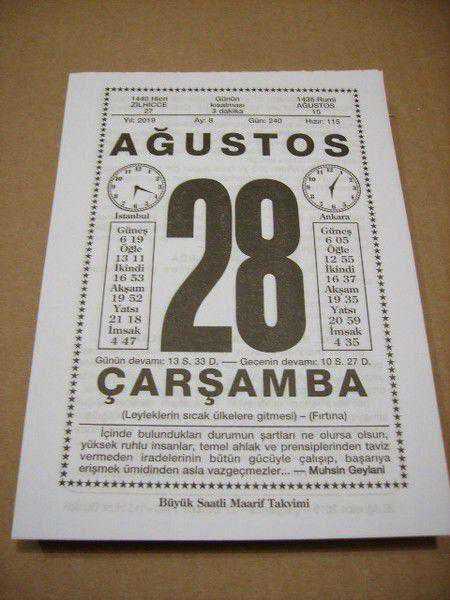 1440 Hicri
ZİLHİCCE
27
Günün
kısalması
3 dakika
1435 Rumi
AĞUSTOS
15
Yıl: 2019 Ay: 8 Gün: 240 Hızır: 115
AĞUSTOS
28
İstanbul
Güneş
6 19
Öğle
13 11
İkindi
16 53
Akşam
19 52
Yatsı
21 18
İmsak
4 47
Ankara
Güneş
6 05
Öğle
12 55
İkindi
16 37
Akşam
19 35
Yatsı
20 59
İmsak
4 35
Günün devamı: 13 S. 33 D. — Gecenin devamı: 10 S. 27 D.
ÇARŞAMBA
(Leyleklerin sıcak ülkelere gitmesi) – (Fırtına)
İçinde bulundukları durumun şartları ne olursa olsun,
yüksek ruhlu insanlar, temel ahlak ve prensiplerinden taviz
vermeden iradelerinin bütün gücüyle çalışıp, başarıya
erişmek ümidinden asla vazgeçmezler... — Muhsin Geylani
Büyük Saatli Maarif Takvimi